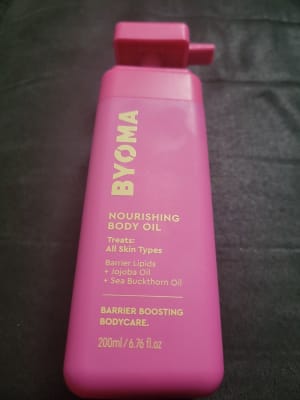 BYOMA
NOURISHING
BODY OIL
Treats:
All Skin Types
Barrier Lipids
+ Jojoba Oil
+ Sea Buckthorn Oil
BARRIER BOOSTING
BODYCARE.
200ml/6.76 fl.oz